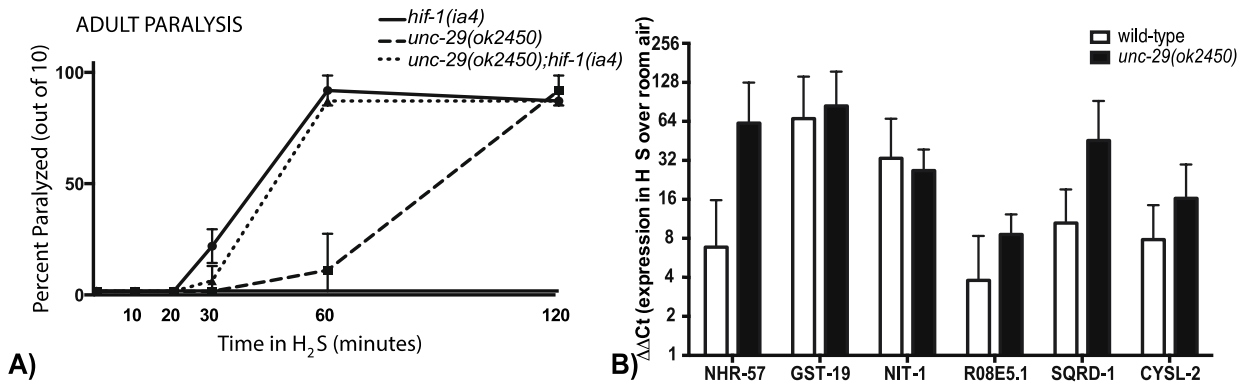 ADULT PARALYSIS
hif-1(ia4)
unc-29(ok2450)
unc-29(ok2450);hif-1(ia4)
Percent Paralyzed (out of 10)
100
50
0
10 20 30 60 120
Time in H₂S (minutes)
A)
wild-type
unc-29(ok2450)
ΔΔCt (expression in H S over room air)
256
128
64
32
16
8
4
2
1
NHR-57 GST-19 NIT-1 R08E5.1 SQRD-1 CYSL-2
B)